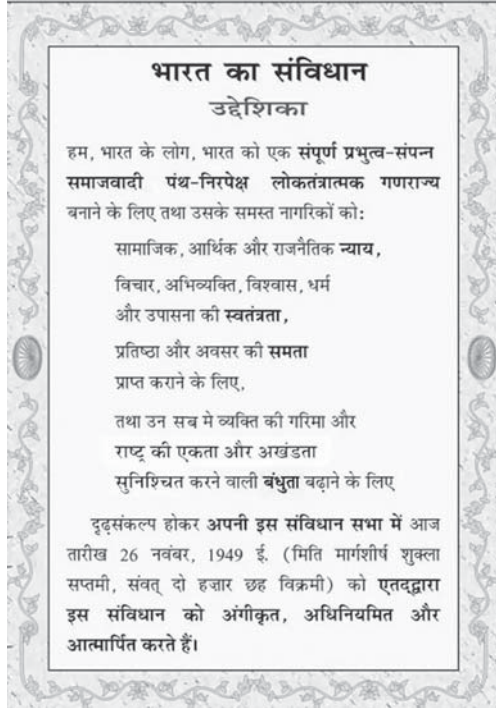 भारत का संविधान
उद्देशिका
हम, भारत के लोग, भारत को एक संपूर्ण प्रभुत्व-संपन्न
समाजवादी पंथ-निरपेक्ष लोकतंत्रात्मक गणराज्य
बनाने के लिए तथा उसके समस्त नागरिकों को:
सामाजिक, आर्थिक और राजनैतिक न्याय,
विचार, अभिव्यक्ति, विश्वास, धर्म
और उपासना की स्वतंत्रता,
प्रतिष्ठा और अवसर की समता
प्राप्त कराने के लिए,
तथा उन सब मे व्यक्ति की गरिमा और
राष्ट्र की एकता और अखंडता
सुनिश्चित करने वाली बंधुता बढ़ाने के लिए
दृढ़संकल्प होकर अपनी इस संविधान सभा में आज
तारीख 26 नवंबर, 1949 ई. (मिति मार्गशीर्ष शुक्ला
सप्तमी, संवत् दो हज़ार छह विक्रमी) को एतद्द्वारा
इस संविधान को अंगीकृत, अधिनियमित और
आत्मार्पित करते हैं।